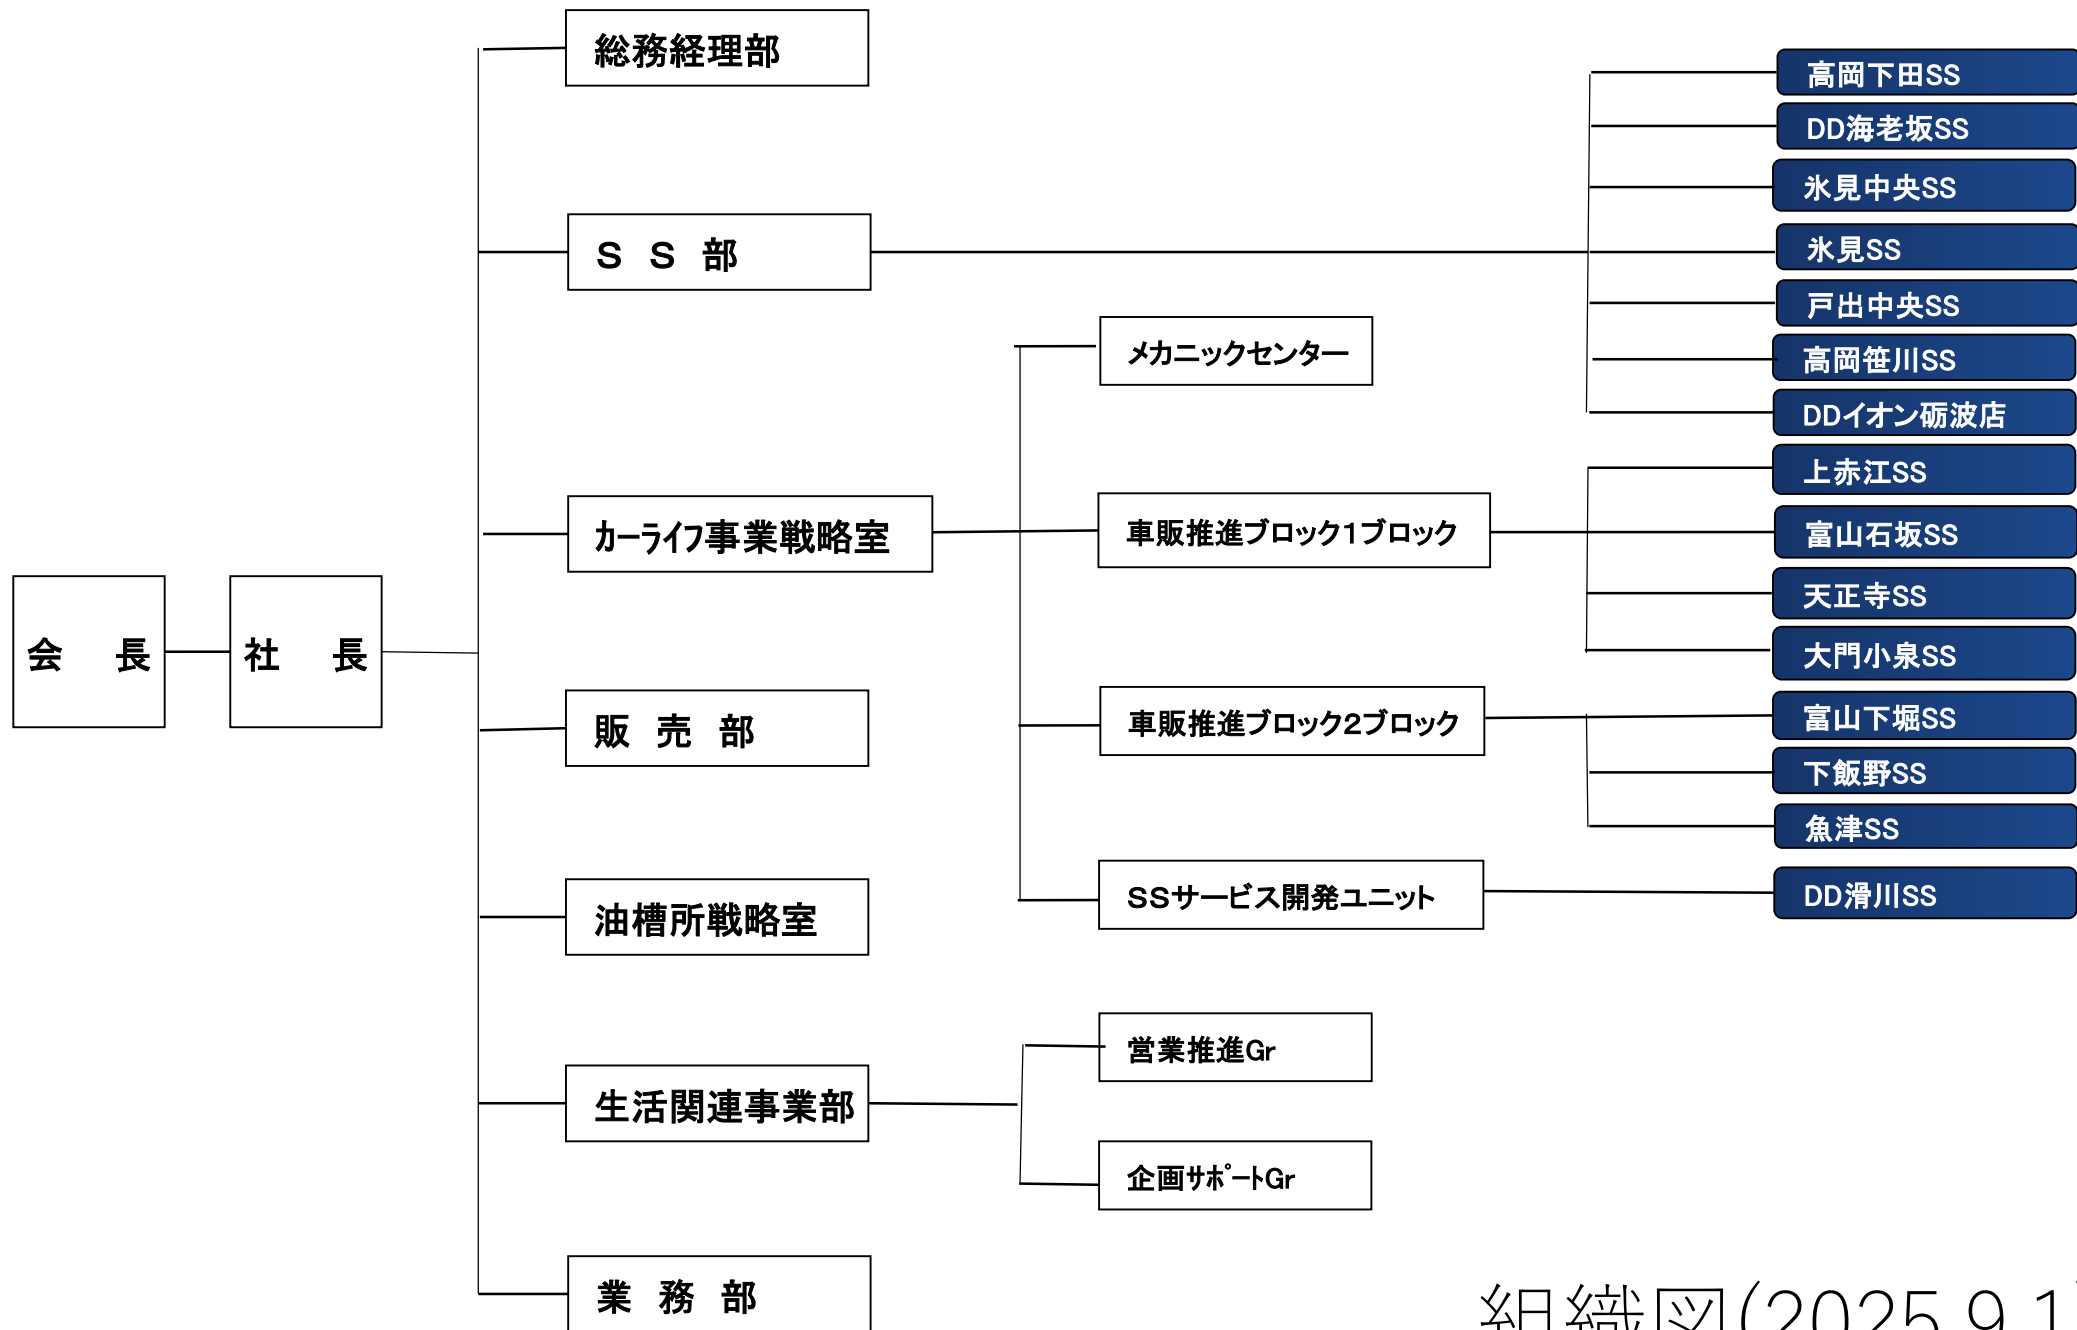 会　長
社　長
総務経理部
ＳＳ部
カーライフ事業戦略室
販売部
油槽所戦略室
生活関連事業部
業務部
メカニックセンター
車販推進ブロック1ブロック
車販推進ブロック2ブロック
SSサービス開発ユニット
営業推進Gr
企画サポートGr
高岡下田SS
DD海老坂SS
氷見中央SS
氷見SS
戸出中央SS
高岡笹川SS
DDイオン砺波店
上赤江SS
富山石坂SS
天正寺SS
大門小泉SS
富山下堀SS
下飯野SS
魚津SS
DD滑川SS
組織図(2025.9.1